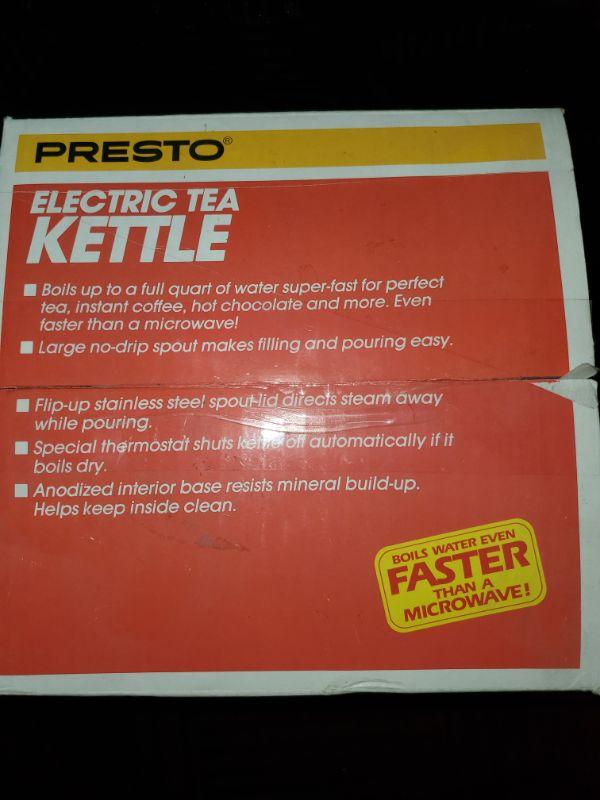 PRESTO®
ELECTRIC TEA
KETTLE
■ Boils up to a full quart of water super-fast for perfect
tea, instant coffee, hot chocolate and more. Even
faster than a microwave!
■ Large no-drip spout makes filling and pouring easy.
■ Flip-up stainless steel spout-lid directs steam away
while pouring.
■ Special thermostat shuts kettle off automatically if it
boils dry.
■ Anodized interior base resists mineral build-up.
Helps keep inside clean.
BOILS WATER EVEN
FASTER
THAN A
MICROWAVE!